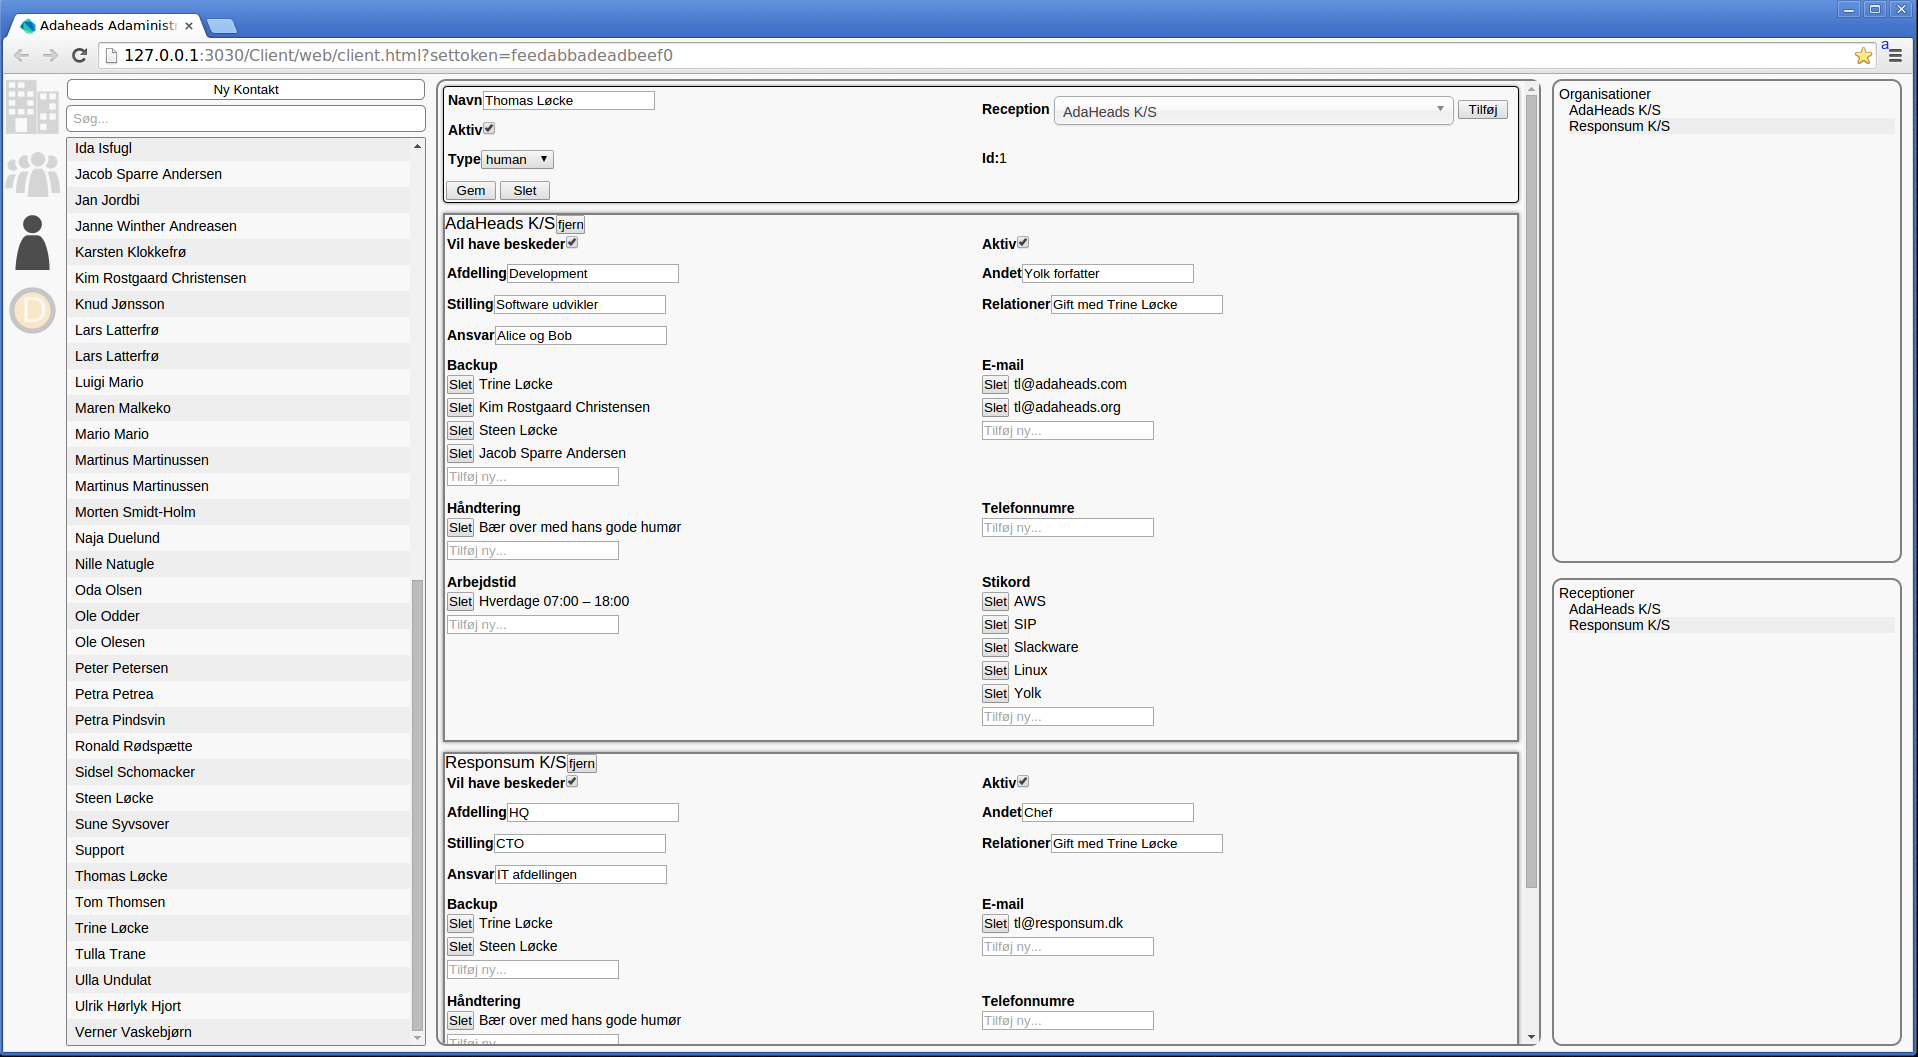 Adaheads Adaministr
127.0.0.1:3030/Client/web/client.html?settoken=feedabbadeadbeef0
a
Ny Kontakt
Søg...
Ida Isfugl
Jacob Sparre Andersen
Jan Jordbi
Janne Winther Andreasen
Karsten Klokkefrø
Kim Rostgaard Christensen
Knud Jønsson
Lars Latterfrø
Lars Latterfrø
Luigi Mario
Maren Malkeko
Mario Mario
Martinus Martinussen
Martinus Martinussen
Morten Smidt-Holm
Naja Duelund
Nille Natugle
Oda Olsen
Ole Odder
Ole Olesen
Peter Petersen
Petra Petrea
Petra Pindsvin
Ronald Rødspætte
Sidsel Schomacker
Steen Løcke
Sune Syvsover
Support
Thomas Løcke
Tom Thomsen
Trine Løcke
Tulla Trane
Ulla Undulat
Ulrik Hørlyk Hjort
Verner Vaskebjørn
D
Navn Thomas Løcke
Reception AdaHeads K/S Tilføj
Aktiv
Type human
Id:1
Gem Slet
AdaHeads K/S fjern
Vil have beskeder
Aktiv
Afdelling Development
Andet Yolk forfatter
Stilling Software udvikler
Relationer Gift med Trine Løcke
Ansvar Alice og Bob
Backup
Slet Trine Løcke
Slet Kim Rostgaard Christensen
Slet Steen Løcke
Slet Jacob Sparre Andersen
Tilføj ny...
E-mail
Slet tl@adaheads.com
Slet tl@adaheads.org
Tilføj ny...
Håndtering
Slet Bær over med hans gode humør
Tilføj ny...
Telefonnumre
Tilføj ny...
Arbejdstid
Slet Hverdage 07:00 – 18:00
Tilføj ny...
Stikord
Slet AWS
Slet SIP
Slet Slackware
Slet Linux
Slet Yolk
Tilføj ny...
Responsum K/S fjern
Vil have beskeder
Aktiv
Afdelling HQ
Andet Chef
Stilling CTO
Relationer Gift med Trine Løcke
Ansvar IT afdellingen
Backup
Slet Trine Løcke
Slet Steen Løcke
Tilføj ny...
E-mail
Slet tl@responsum.dk
Tilføj ny...
Håndtering
Slet Bær over med hans gode humør
Tilføj ny...
Telefonnumre
Tilføj ny...
Organisationer
AdaHeads K/S
Responsum K/S
Receptioner
AdaHeads K/S
Responsum K/S